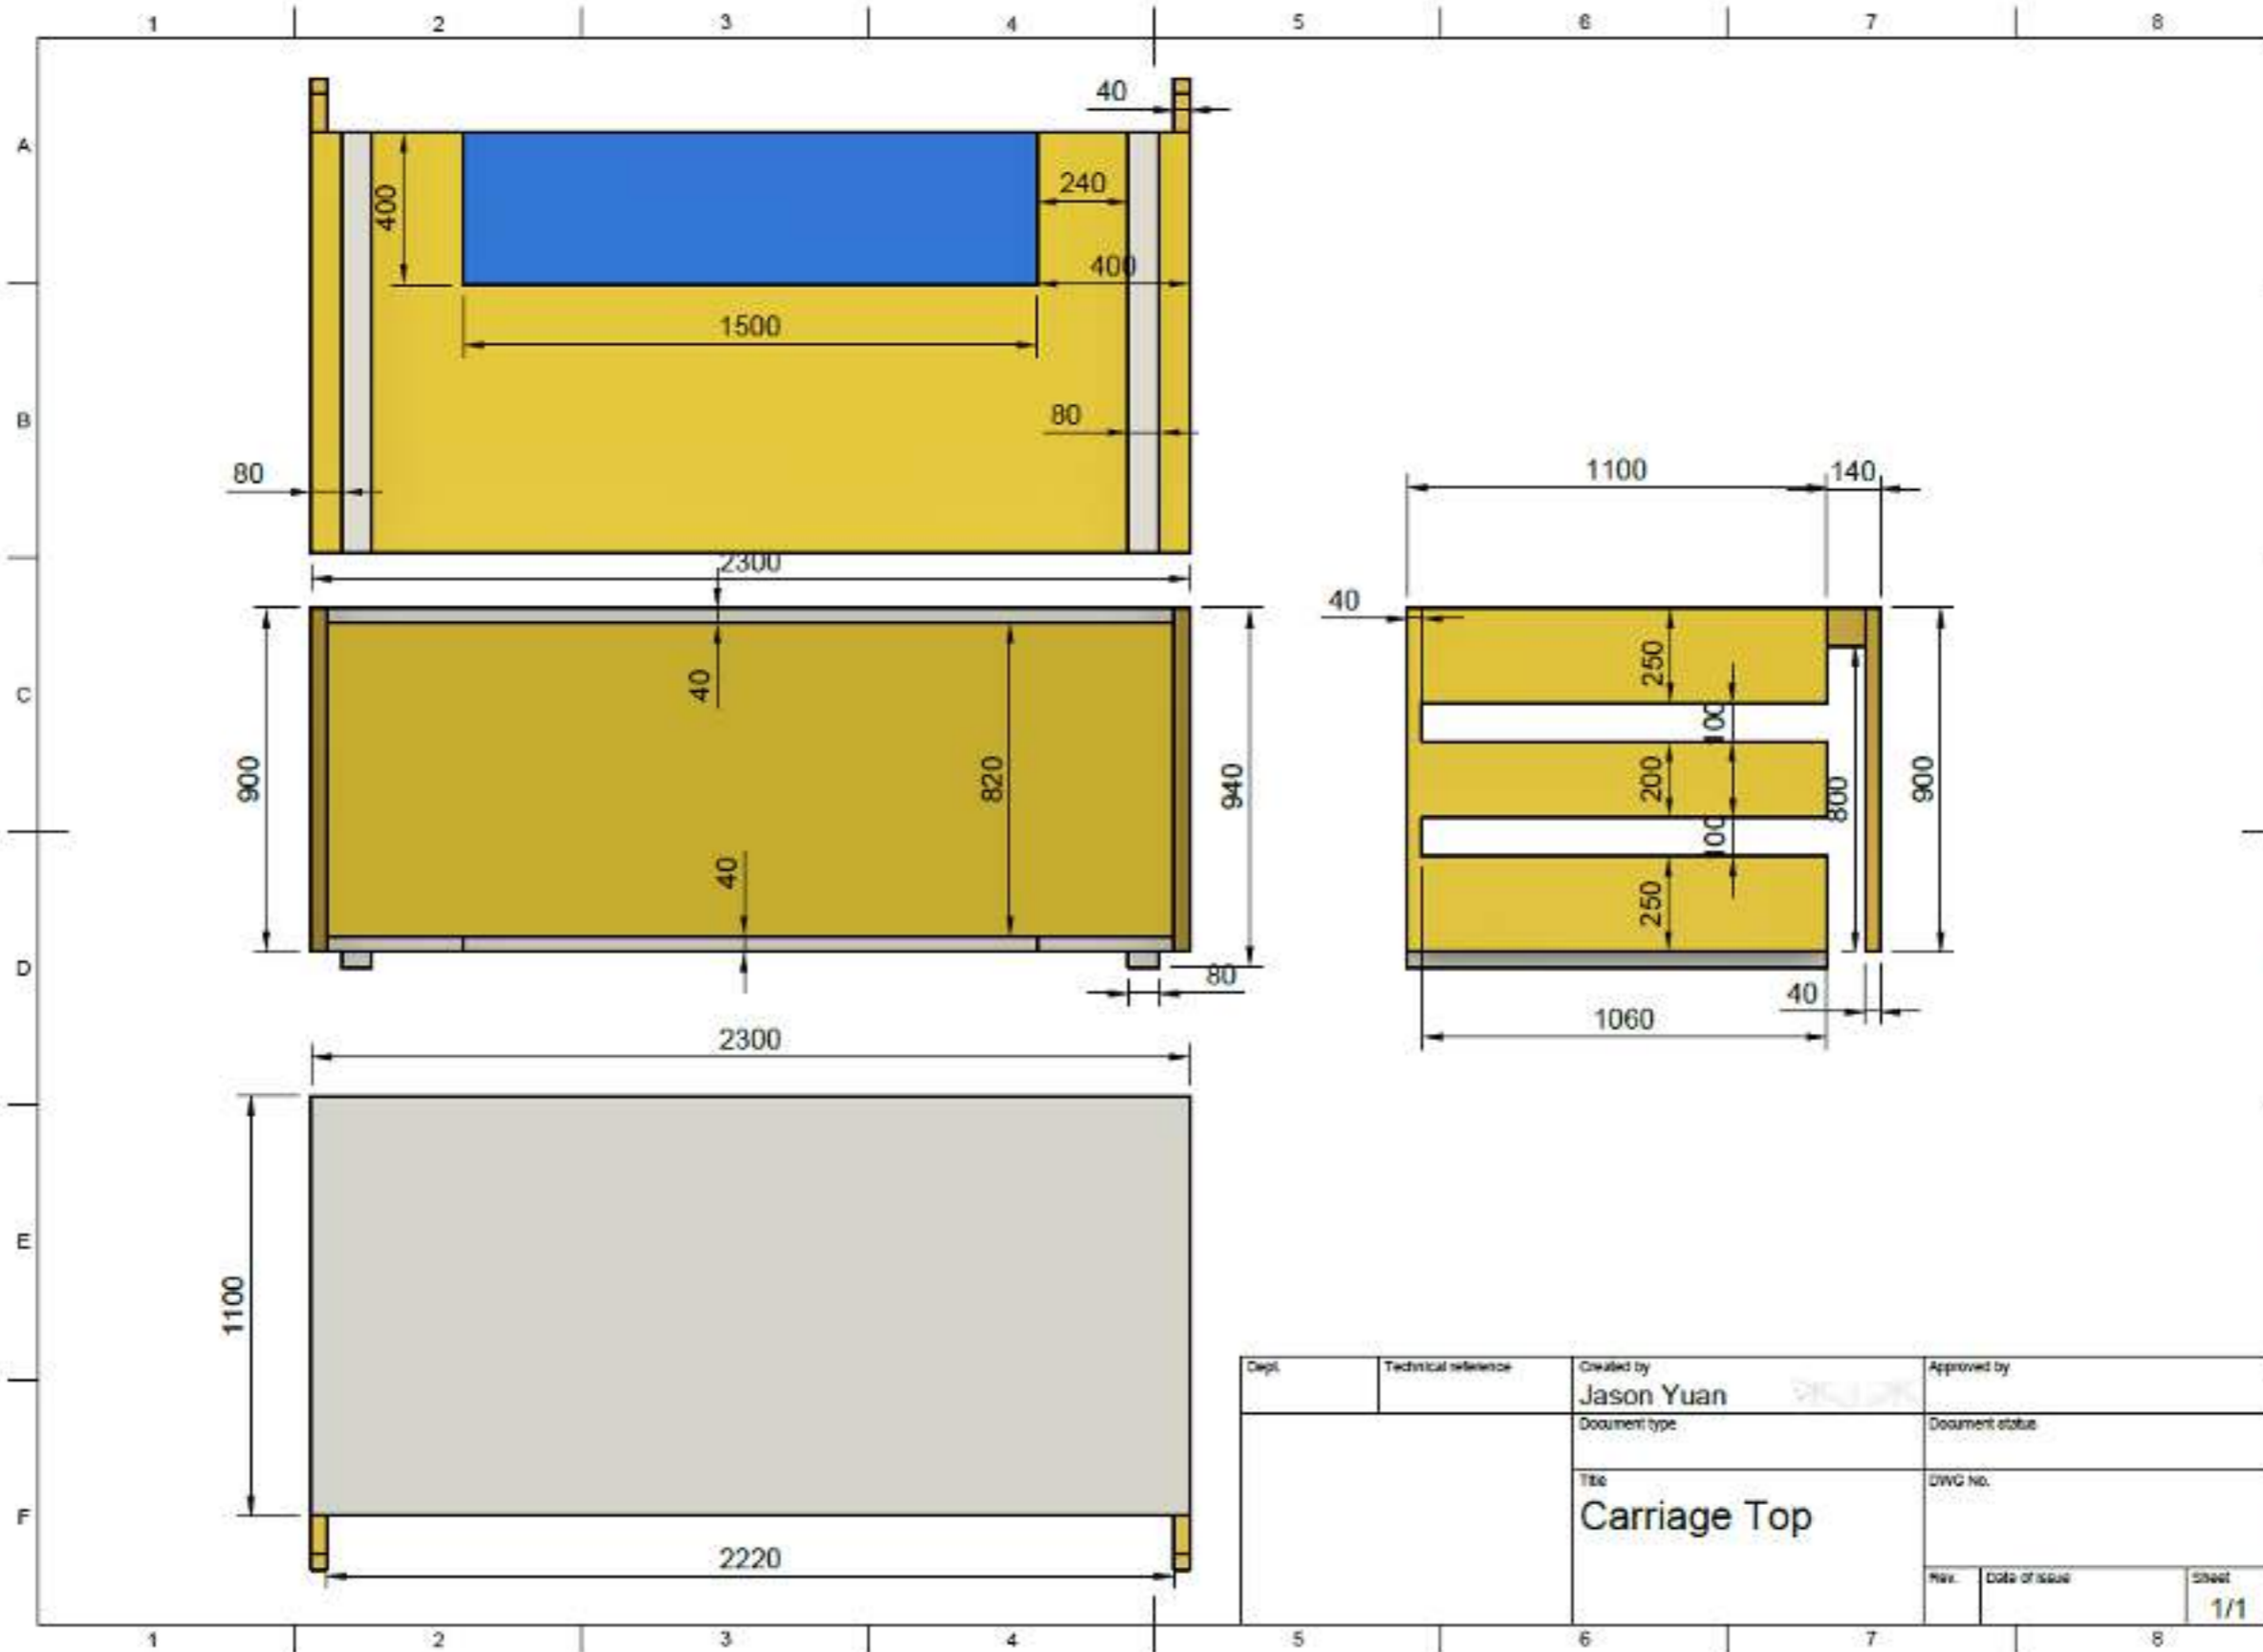 1 2 3 4 5 6 7 8
A
B
C
D
E
F
40
400
240
400
1500
80
80
2300
40
900
40
820
940
40
80
1100 140
40
250
100
200
100
250
800
900
40
1060
2300
1100
2220
Dept.
Technical reference
Created by
Jason Yuan
Approved by
Document type
Document status
Title
Carriage Top
DWG No.
Rev.
Date of issue
Sheet
1/1
1 2 3 4 5 6 7 8